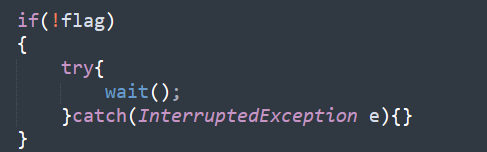 if(!flag)
{
    try{
        wait();
    }catch(InterruptedException e){}
}